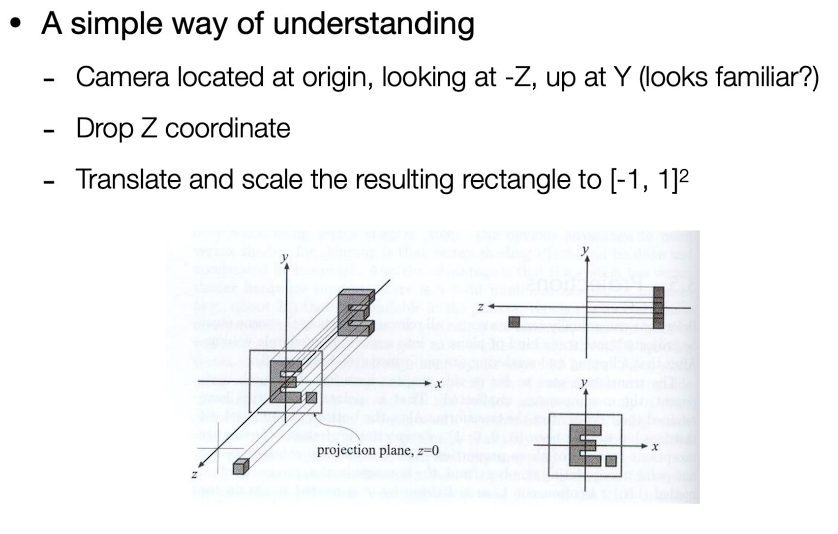 • A simple way of understanding
- Camera located at origin, looking at -Z, up at Y (looks familiar?)
- Drop Z coordinate
- Translate and scale the resulting rectangle to [-1, 1]²
y
x
projection plane, z=0
z
y
z
y
x